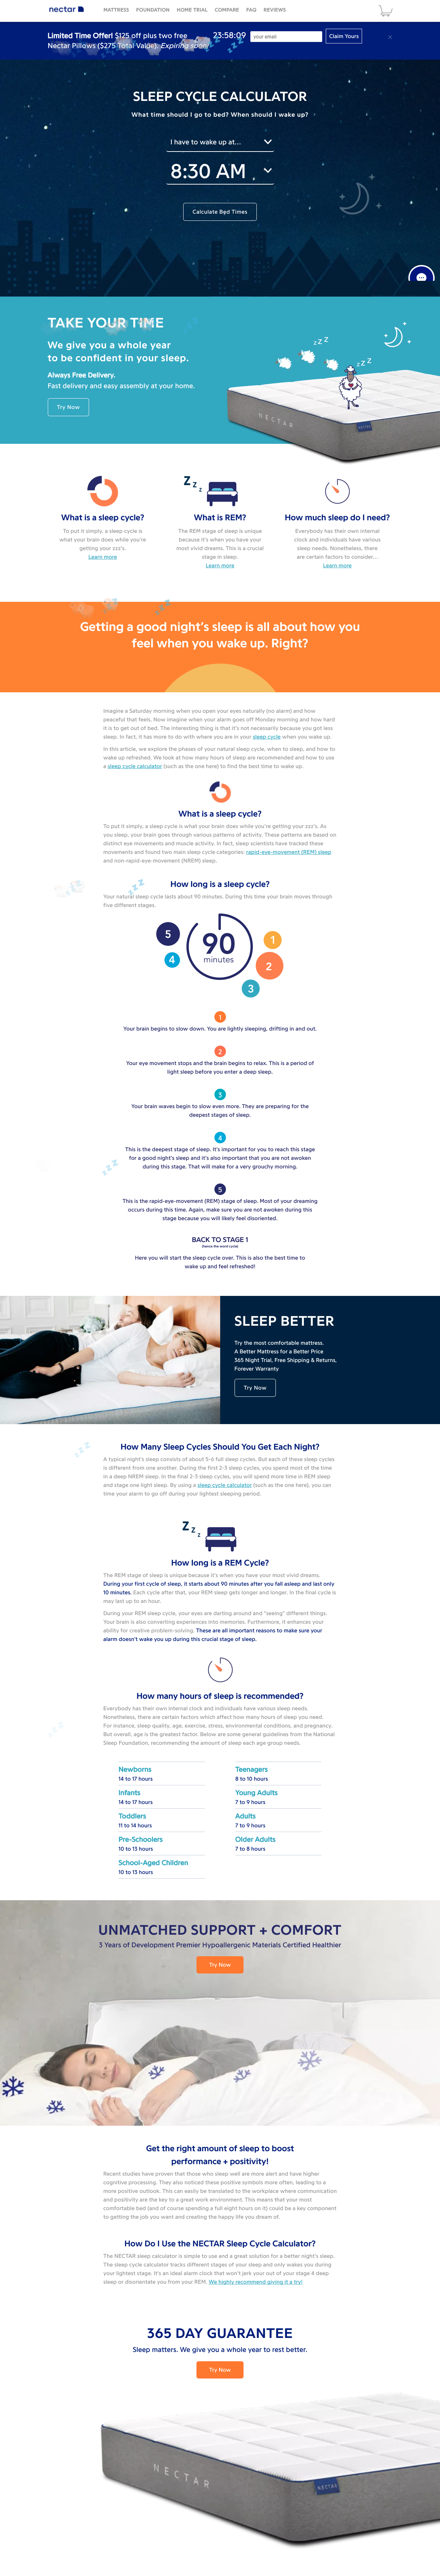 nectar
MATTRESS FOUNDATION HOME TRIAL COMPARE FAQ REVIEWS
Limited Time Offer! $125 off plus two free
Nectar Pillows ($275 Total Value). Expiring soon!
23:58:09
your email
Claim Yours
SLEEP CYCLE CALCULATOR
What time should I go to bed? When should I wake up?
I have to wake up at...
8:30 AM
Calculate Bed Times
TAKE YOUR TIME
We give you a whole year
to be confident in your sleep.
Always Free Delivery.
Fast delivery and easy assembly at your home.
Try Now
z z z
z z z
NECTAR
NECTAR
What is a sleep cycle?
To put it simply, a sleep cycle is
what your brain does while you're
getting your zzz's.
Learn more
Z Z Z
What is REM?
The REM stage of sleep is unique
because it's when you have your
most vivid dreams. This is a crucial
stage in sleep.
Learn more
How much sleep do I need?
Everybody has their own internal
clock and individuals have various
sleep needs. Nonetheless, there
are certain factors to consider...
Learn more
Getting a good night's sleep is all about how you
feel when you wake up. Right?
Imagine a Saturday morning when you open your eyes naturally (no alarm) and how
peaceful that feels. Now imagine when your alarm goes off Monday morning and how hard
it is to get out of bed. The interesting thing is that it's not necessarily because you got less
sleep. In fact, it has more to do with where you are in your sleep cycle when you wake up.
In this article, we explore the phases of your natural sleep cycle, when to sleep, and how to
wake up refreshed. We look at how many hours of sleep are recommended and how to use
a sleep cycle calculator (such as the one here) to find the best time to wake up.
What is a sleep cycle?
To put it simply, a sleep cycle is what your brain does while you're getting your zzz's. As
you sleep, your brain goes through various patterns of activity. These patterns are based on
distinct eye movements and muscle activity. In fact, sleep scientists have tracked these
movements and found two main sleep cycle categories: rapid-eye-movement (REM) sleep
and non-rapid-eye-movement (NREM) sleep.
How long is a sleep cycle?
Your natural sleep cycle lasts about 90 minutes. During this time your brain moves through
five different stages.
90
minutes
1
2
3
4
5
1
Your brain begins to slow down. You are lightly sleeping, drifting in and out.
2
Your eye movement stops and the brain begins to relax. This is a period of
light sleep before you enter a deep sleep.
3
Your brain waves begin to slow even more. They are preparing for the
deepest stages of sleep.
4
This is the deepest stage of sleep. It's important for you to reach this stage
for a good night's sleep and it's also important that you are not awoken
during this stage. That will make for a very grouchy morning.
5
This is the rapid-eye-movement (REM) stage of sleep. Most of your dreaming
occurs during this time. Again, make sure you are not awoken during this
stage because you will likely feel disoriented.
BACK TO STAGE 1
(hence the word cycle)
Here you will start the sleep cycle over. This is also the best time to
wake up and feel refreshed!
SLEEP BETTER
Try the most comfortable mattress.
A Better Mattress for a Better Price
365 Night Trial, Free Shipping & Returns,
Forever Warranty
Try Now
How Many Sleep Cycles Should You Get Each Night?
A typical night's sleep consists of about 5-6 full sleep cycles. But each of these sleep cycles
is different from one another. During the first 2-3 sleep cycles, you spend most of the time
in a deep NREM sleep. In the final 2-3 sleep cycles, you will spend more time in REM sleep
and stage one light sleep. By using a sleep cycle calculator (such as the one here), you can
time your alarm to go off during your lightest sleeping period.
Z Z Z
How long is a REM Cycle?
The REM stage of sleep is unique because it's when you have your most vivid dreams.
During your first cycle of sleep, it starts about 90 minutes after you fall asleep and last only
10 minutes. Each cycle after that, your REM sleep gets longer and longer. In the final cycle is
may last up to an hour.
During your REM sleep cycle, your eyes are darting around and "seeing" different things.
Your brain is also converting experiences into memories. Furthermore, it enhances your
ability for creative problem-solving. These are all important reasons to make sure your
alarm doesn't wake you up during this crucial stage of sleep.
How many hours of sleep is recommended?
Everybody has their own internal clock and individuals have various sleep needs.
Nonetheless, there are certain factors which affect how many hours of sleep you need.
For instance, sleep quality, age, exercise, stress, environmental conditions, and pregnancy.
But overall, age is the greatest factor. Below are some general guidelines from the National
Sleep Foundation, recommending the amount of sleep each age group needs.
Newborns
14 to 17 hours
Infants
14 to 17 hours
Toddlers
11 to 14 hours
Pre-Schoolers
10 to 13 hours
School-Aged Children
10 to 13 hours
Teenagers
8 to 10 hours
Young Adults
7 to 9 hours
Adults
7 to 9 hours
Older Adults
7 to 8 hours
UNMATCHED SUPPORT + COMFORT
3 Years of Development Premier Hypoallergenic Materials Certified Healthier
Try Now
Get the right amount of sleep to boost
performance + positivity!
Recent studies have proven that those who sleep well are more alert and have higher
cognitive processing. They also noticed these positive symbols more often, leading to a
more positive outlook. This can easily be translated to the workplace where communication
and positivity are the key to a great work environment. This means that your most
comfortable bed (and of course spending a full eight hours on it) could be a key component
to getting the job you want and creating the happy life you dream of.
How Do I Use the NECTAR Sleep Cycle Calculator?
The NECTAR sleep calculator is simple to use and a great solution for a better night's sleep.
The sleep cycle calculator tracks different stages of your sleep and only wakes you during
your lightest stage. It's an ideal alarm clock that won't jerk your out of your stage 4 deep
sleep or disorientate you from your REM. We highly recommend giving it a try!
365 DAY GUARANTEE
Sleep matters. We give you a whole year to rest better.
Try Now
NECTAR
NECTAR